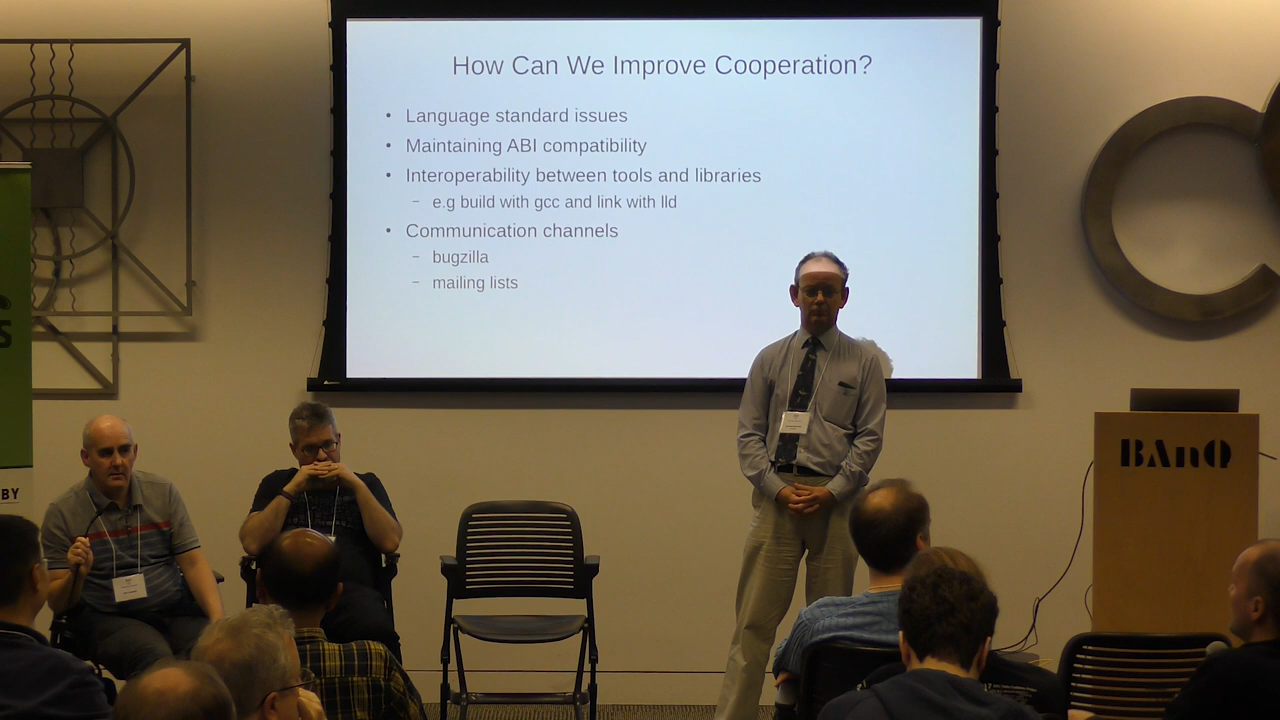 How Can We Improve Cooperation?
• Language standard issues
• Maintaining ABI compatibility
• Interoperability between tools and libraries
– e.g build with gcc and link with lld
• Communication channels
– bugzilla
– mailing lists
BAnQ
BY